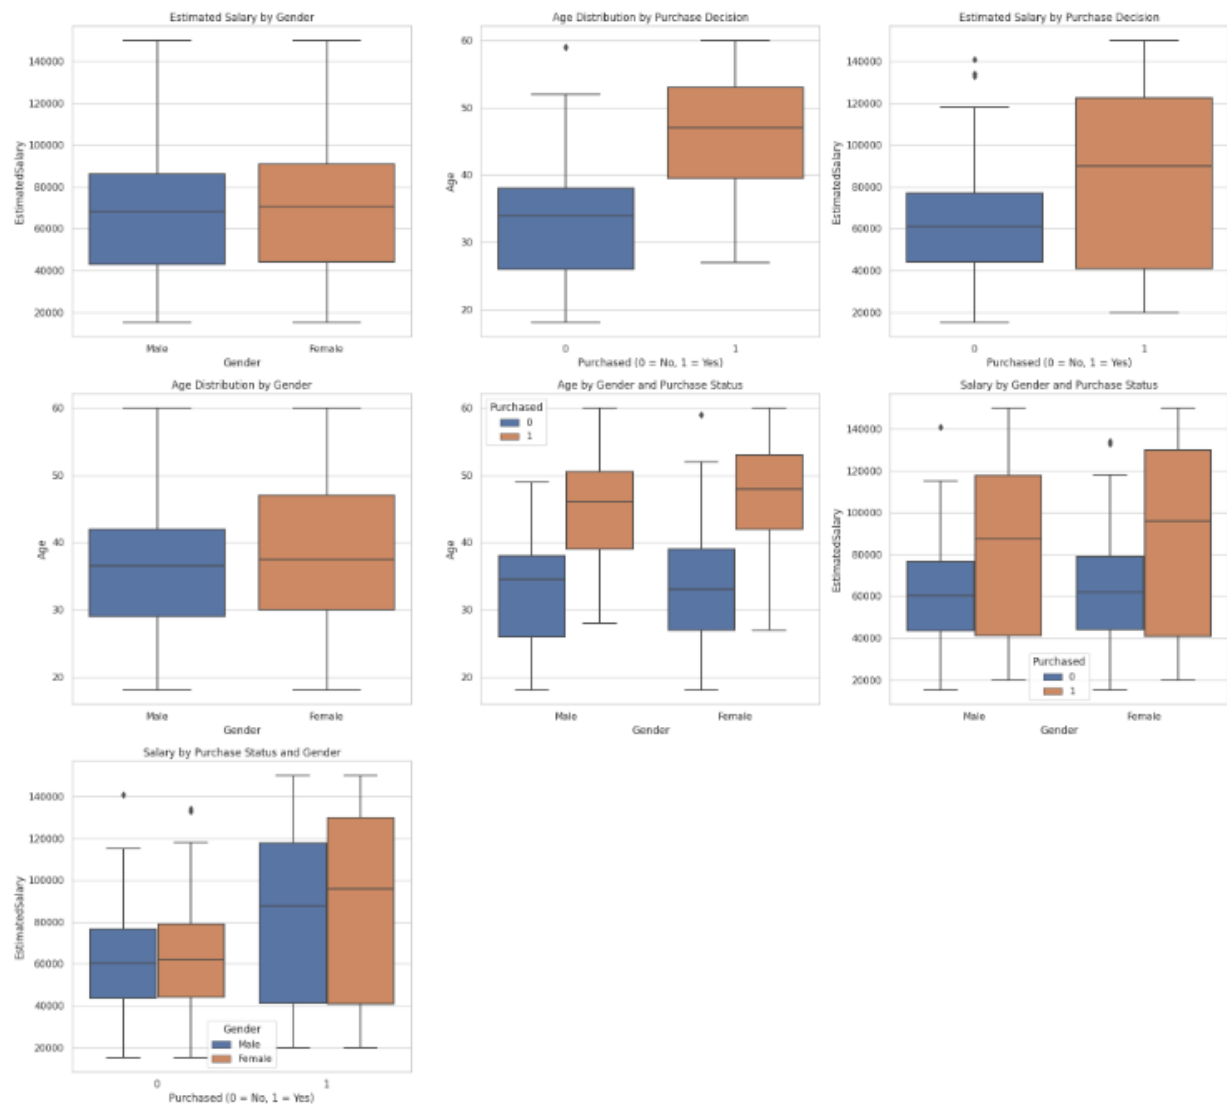 Estimated Salary by Gender
140000
120000
100000
80000
60000
40000
20000
EstimatedSalary
Male
Female
Gender
Age Distribution by Purchase Decision
60
50
40
30
20
Age
0
1
Purchased (0 = No, 1 = Yes)
Estimated Salary by Purchase Decision
140000
120000
100000
80000
60000
40000
20000
EstimatedSalary
0
1
Purchased (0 = No, 1 = Yes)
Age Distribution by Gender
60
50
40
30
20
Age
Male
Female
Gender
Age by Gender and Purchase Status
Purchased
0
1
60
50
40
30
20
Age
Male
Female
Gender
Salary by Gender and Purchase Status
140000
120000
100000
80000
60000
40000
20000
EstimatedSalary
Purchased
0
1
Male
Female
Gender
Salary by Purchase Status and Gender
140000
120000
100000
80000
60000
40000
20000
EstimatedSalary
Gender
Male
Female
0
1
Purchased (0 = No, 1 = Yes)